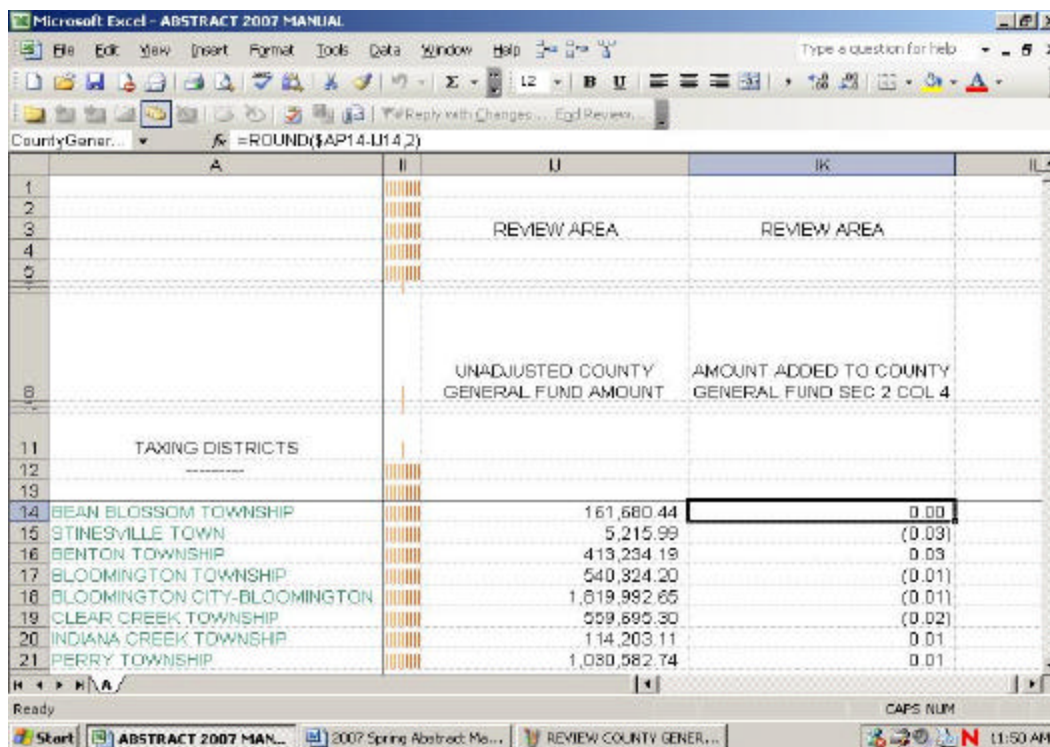 Microsoft Excel - ABSTRACT 2007 MANUAL
File Edit View Insert Format Tools Data Window Help Type a question for help
12 B U
Reply with Changes... End Review...
CountyGener... fx =ROUND($AP14-IJ14,2)
A II IJ IK IL
1
2
3 REVIEW AREA REVIEW AREA
4
5
8 UNADJUSTED COUNTY GENERAL FUND AMOUNT AMOUNT ADDED TO COUNTY GENERAL FUND SEC 2 COL 4
11 TAXING DISTRICTS
12 ---------
13
14 BEAN BLOSSOM TOWNSHIP 161,680.44 0.00
15 STINESVILLE TOWN 5,215.99 (0.03)
16 BENTON TOWNSHIP 413,234.19 0.03
17 BLOOMINGTON TOWNSHIP 540,324.20 (0.01)
18 BLOOMINGTON CITY-BLOOMINGTON 1,619,992.65 (0.01)
19 CLEAR CREEK TOWNSHIP 559,695.30 (0.02)
20 INDIANA CREEK TOWNSHIP 114,203.11 0.01
21 PERRY TOWNSHIP 1,030,582.74 0.01
A
Ready CAPS NUM
Start ABSTRACT 2007 MAN... 2007 Spring Abstract Ma... REVIEW COUNTY GENER... N 11:50 AM